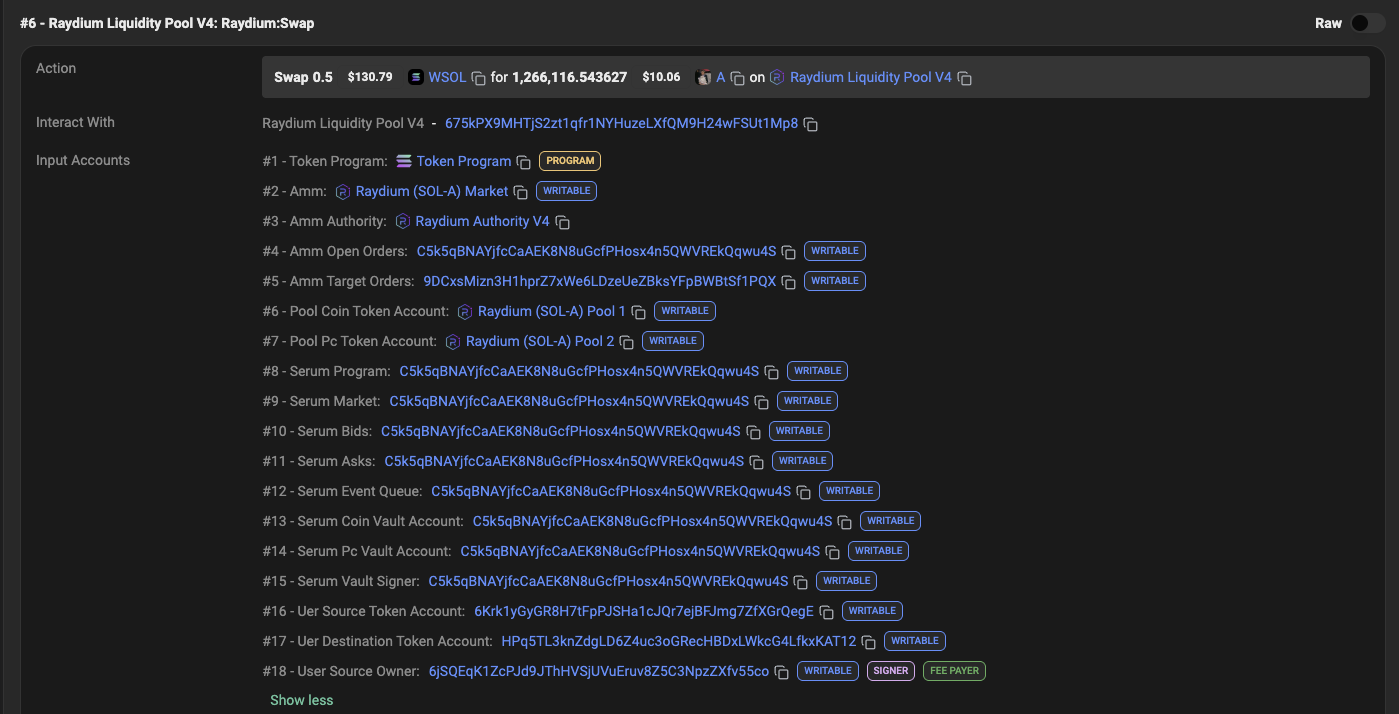 #6 - Raydium Liquidity Pool V4: Raydium:Swap Raw
Action Swap 0.5 $130.79 WSOL for 1,266,116.543627 $10.06 A on Raydium Liquidity Pool V4
Interact With Raydium Liquidity Pool V4 - 675kPX9MHTjS2zt1qfr1NYHuzeLXfQM9H24wFSUt1Mp8
Input Accounts #1 - Token Program: Token Program PROGRAM
#2 - Amm: Raydium (SOL-A) Market WRITABLE
#3 - Amm Authority: Raydium Authority V4
#4 - Amm Open Orders: C5k5qBNAYjfcCaAEK8N8uGcfPHosx4n5QWVREkQqwu4S WRITABLE
#5 - Amm Target Orders: 9DCxsMizn3H1hprZ7xWe6LDzeUeZBksYFpBWBtSf1PQX WRITABLE
#6 - Pool Coin Token Account: Raydium (SOL-A) Pool 1 WRITABLE
#7 - Pool Pc Token Account: Raydium (SOL-A) Pool 2 WRITABLE
#8 - Serum Program: C5k5qBNAYjfcCaAEK8N8uGcfPHosx4n5QWVREkQqwu4S WRITABLE
#9 - Serum Market: C5k5qBNAYjfcCaAEK8N8uGcfPHosx4n5QWVREkQqwu4S WRITABLE
#10 - Serum Bids: C5k5qBNAYjfcCaAEK8N8uGcfPHosx4n5QWVREkQqwu4S WRITABLE
#11 - Serum Asks: C5k5qBNAYjfcCaAEK8N8uGcfPHosx4n5QWVREkQqwu4S WRITABLE
#12 - Serum Event Queue: C5k5qBNAYjfcCaAEK8N8uGcfPHosx4n5QWVREkQqwu4S WRITABLE
#13 - Serum Coin Vault Account: C5k5qBNAYjfcCaAEK8N8uGcfPHosx4n5QWVREkQqwu4S WRITABLE
#14 - Serum Pc Vault Account: C5k5qBNAYjfcCaAEK8N8uGcfPHosx4n5QWVREkQqwu4S WRITABLE
#15 - Serum Vault Signer: C5k5qBNAYjfcCaAEK8N8uGcfPHosx4n5QWVREkQqwu4S WRITABLE
#16 - Uer Source Token Account: 6Krk1yGyGR8H7tFpPJSHa1cJQr7ejBFJmg7ZfXGrQegE WRITABLE
#17 - Uer Destination Token Account: HPq5TL3knZdgLD6Z4uc3oGRecHBDxLWkcG4LfkxKAT12 WRITABLE
#18 - User Source Owner: 6jSQEqK1ZcPJd9JThHVSjUVuEruv8Z5C3NpzZXfv55co WRITABLE SIGNER FEE PAYER
Show less